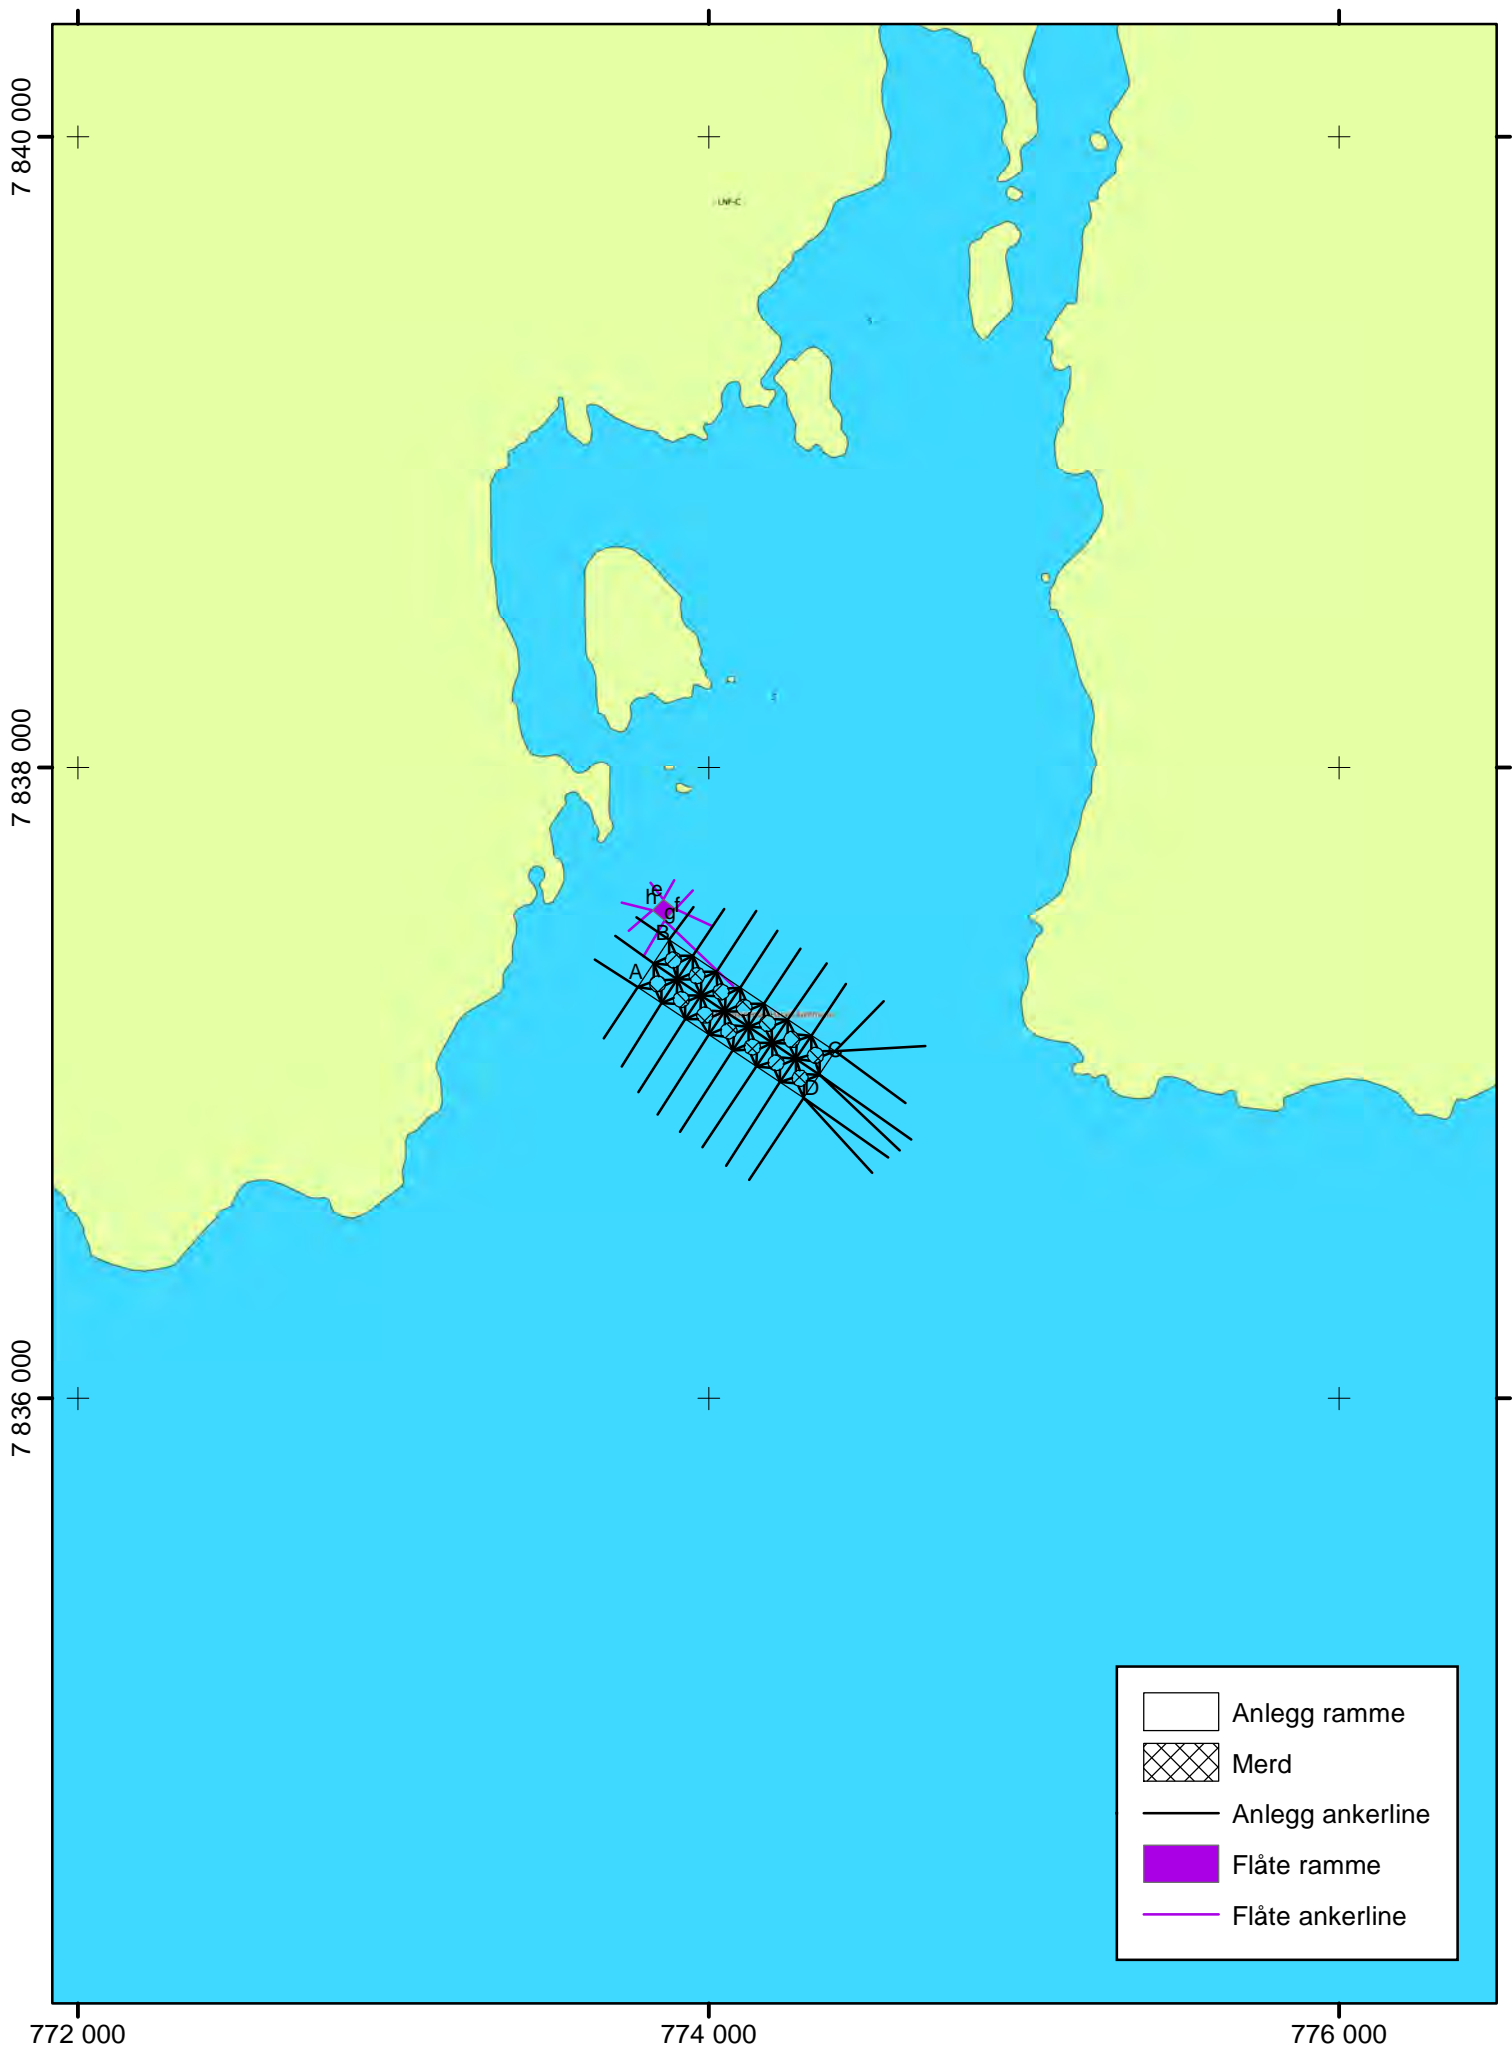 7 840 000
LNF-C
S
7 838 000
e
h
f
g
B
A
C
D
7 836 000
Anlegg ramme
Merd
Anlegg ankerline
Flåte ramme
Flåte ankerline
772 000
774 000
776 000